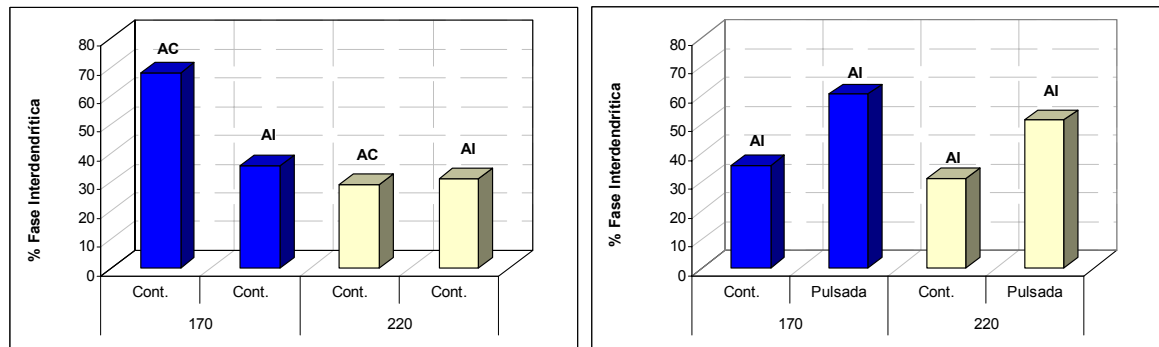 % Fase Interdendrítica
80
70
60
50
40
30
20
10
0
AC
AI
AC
AI
Cont. Cont. Cont. Cont.
170 220
% Fase Interdendrítica
80
70
60
50
40
30
20
10
0
AI
AI
AI
AI
Cont. Pulsada Cont. Pulsada
170 220